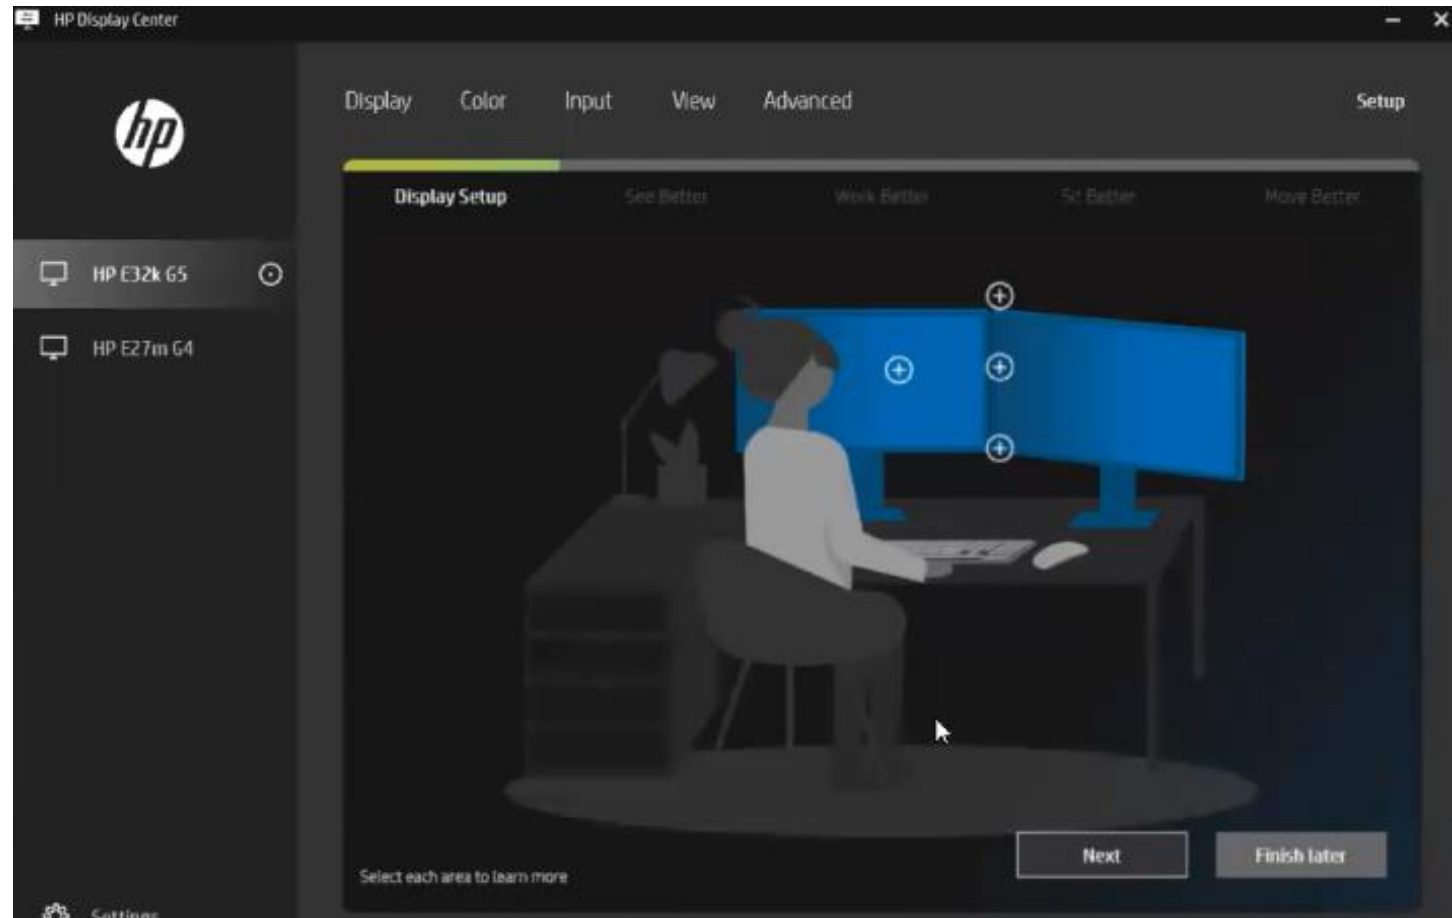 HP Display Center
hp
Display Color Input View Advanced Setup
Display Setup See Better Work Better Sit Better Move Better
HP E32k G5
HP E27m G4
Next Finish later
Select each area to learn more
Settings